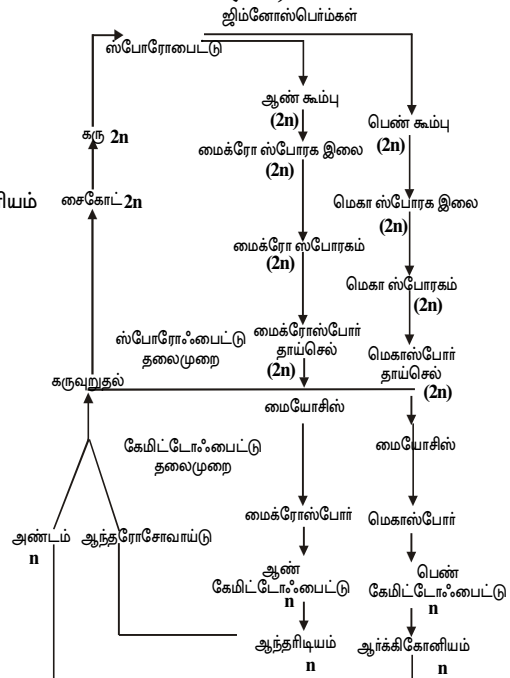 ஜிம்னோஸ்பெர்ம்கள்
ஸ்போரோபைட்டு
ஆண் கூம்பு
(2n)
பெண் கூம்பு
(2n)
கரு 2n
மைக்ரோ ஸ்போரக இலை
(2n)
ரியம்
சைகோட் 2n
மெகா ஸ்போரக இலை
(2n)
மைக்ரோ ஸ்போரகம்
(2n)
மெகா ஸ்போரகம்
(2n)
ஸ்போரோஃபைட்டு
தலைமுறை
மைக்ரோஸ்போர்
தாய்செல்
(2n)
மெகாஸ்போர்
தாய்செல்
(2n)
கருவுறுதல்
மையோசிஸ்
மையோசிஸ்
கேமிட்டோஃபைட்டு
தலைமுறை
மைக்ரோஸ்போர்
மெகாஸ்போர்
அண்டம்
n
ஆந்தரோசோவாய்டு
ஆண்
கேமிட்டோஃபைட்டு
n
பெண்
கேமிட்டோஃபைட்டு
n
ஆந்தரிடியம்
n
ஆர்க்கிகோனியம்
n